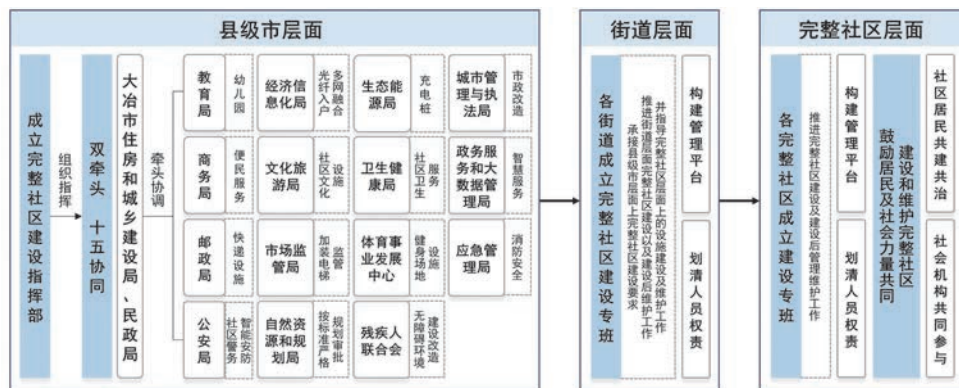 县级市层面
成立完整社区建设指挥部
组织指挥
双牵头 十五协同
大冶市住房和城乡建设局、民政局
牵头协调
教育局
幼儿园
经济信息化局
多网融合
光纤入户
生态能源局
充电桩
城市管理与执法局
市政改造
商务局
便民服务
文化旅游局
社区文化
设施
卫生健康局
社区卫生
服务
政务服务和大数据管理局
智慧服务
邮政局
快递设施
市场监管局
加装电梯
监管
体育事业发展中心
健身场地
设施
应急管理局
消防安全
公安局
智能安防
社区警务
自然资源和规划局
规划审批
按标准严格
残疾人联合会
建设改造
无障碍环境
街道层面
各街道成立完整社区建设专班
承接县级市层面上完整社区建设要求
推进街道层面完整社区建设以及建设后维护工作
并指导完整社区层面上的设施建设及维护工作
构建管理平台
划清人员权责
完整社区层面
各完整社区成立建设专班
推进完整社区建设及建设后管理维护工作
构建管理平台
划清人员权责
鼓励居民及社会力量共同
建设和维护完整社区
社区居民共建共治
社会机构共同参与